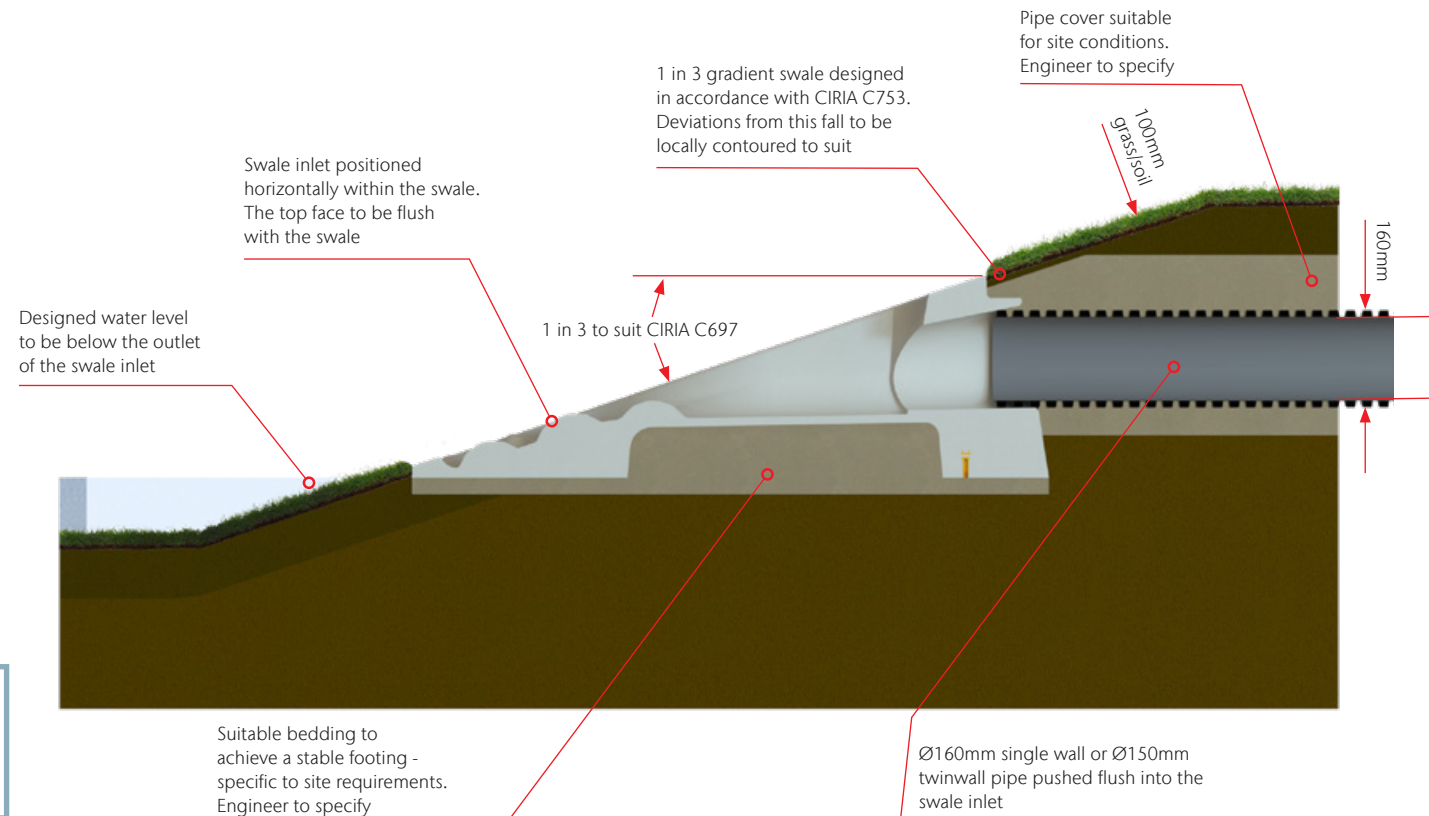 Pipe cover suitable
for site conditions.
Engineer to specify
1 in 3 gradient swale designed
in accordance with CIRIA C753.
Deviations from this fall to be
locally contoured to suit
100mm
grass/soil
Swale inlet positioned
horizontally within the swale.
The top face to be flush
with the swale
160mm
Designed water level
to be below the outlet
of the swale inlet
1 in 3 to suit CIRIA C697
Suitable bedding to
achieve a stable footing -
specific to site requirements.
Engineer to specify
Ø160mm single wall or Ø150mm
twinwall pipe pushed flush into the
swale inlet